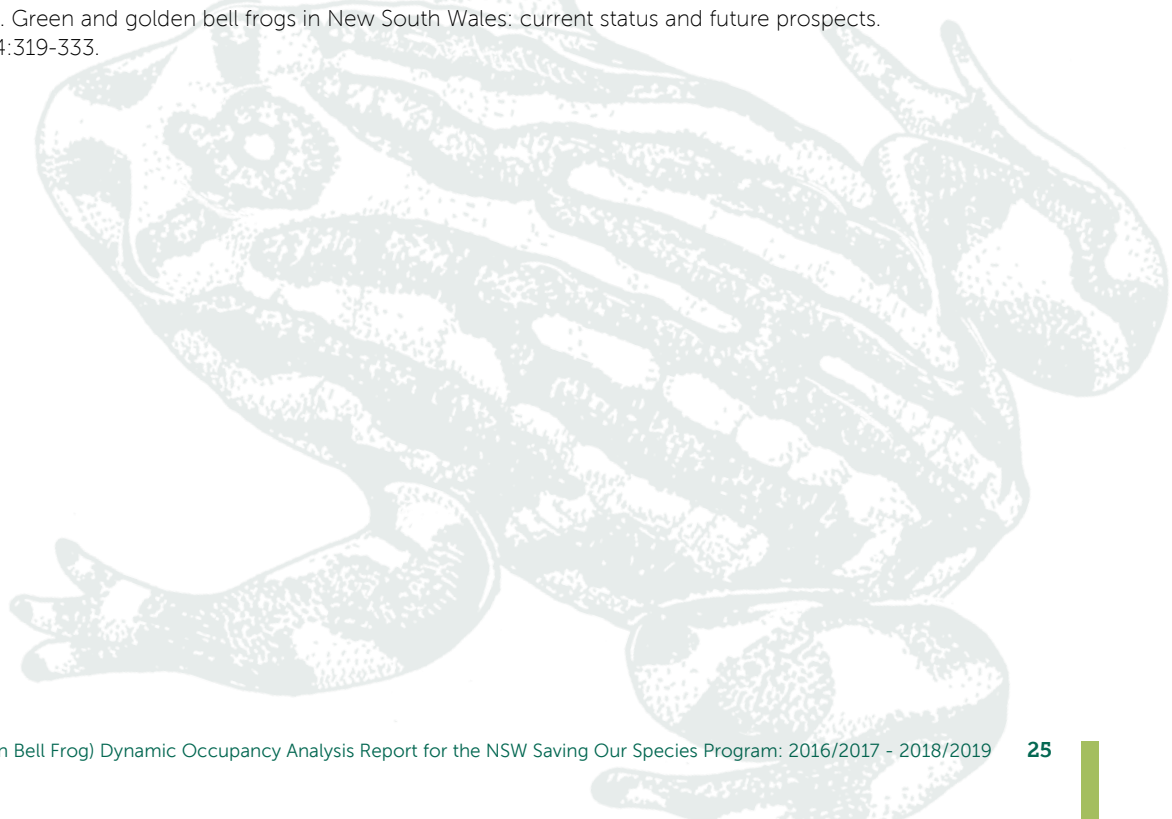 . Green and golden bell frogs in New South Wales: current status and future prospects.
4:319-333.
n Bell Frog) Dynamic Occupancy Analysis Report for the NSW Saving Our Species Program: 2016/2017 - 2018/2019 25